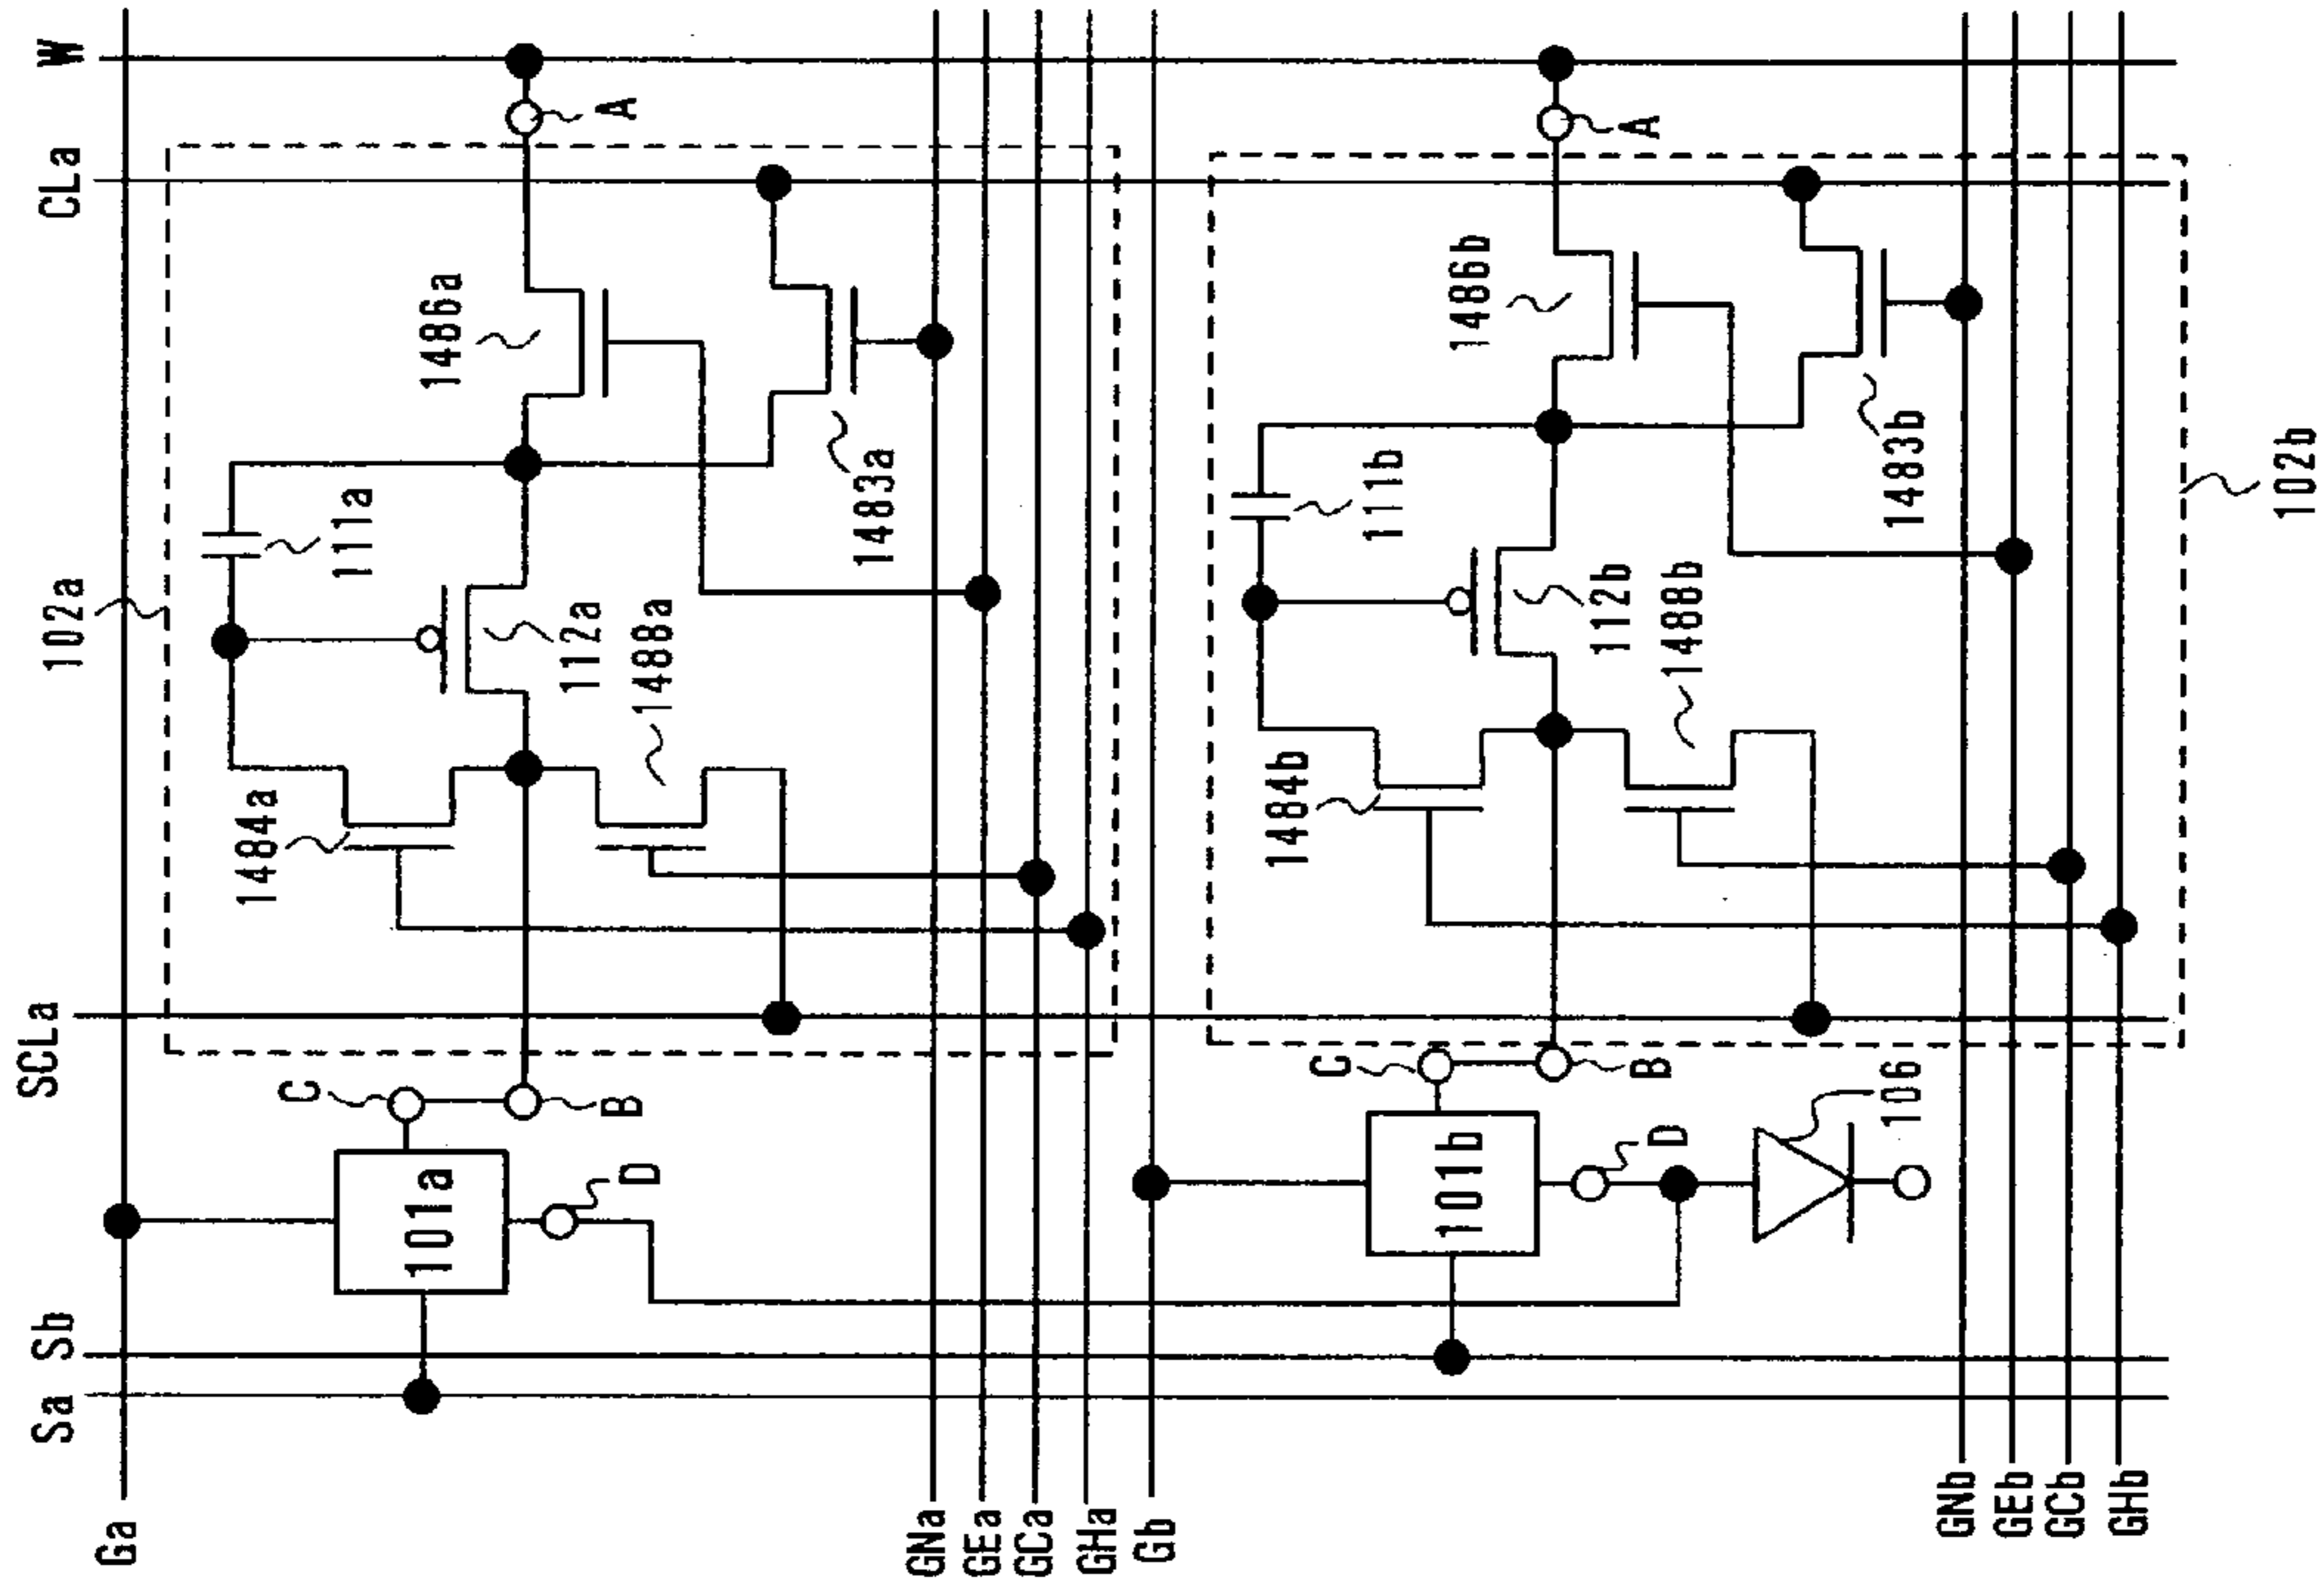 W
CLa
SCLa
Sb
Sa
Ga
GNa
GEa
GCa
GHa
Gb
GNb
GEb
GCb
GHb
102a
A
1486a
111a
1483a
112a
1488a
1484a
C
B
101a
D
102b
A
1486b
111b
1483b
112b
1488b
1484b
C
B
101b
D
106